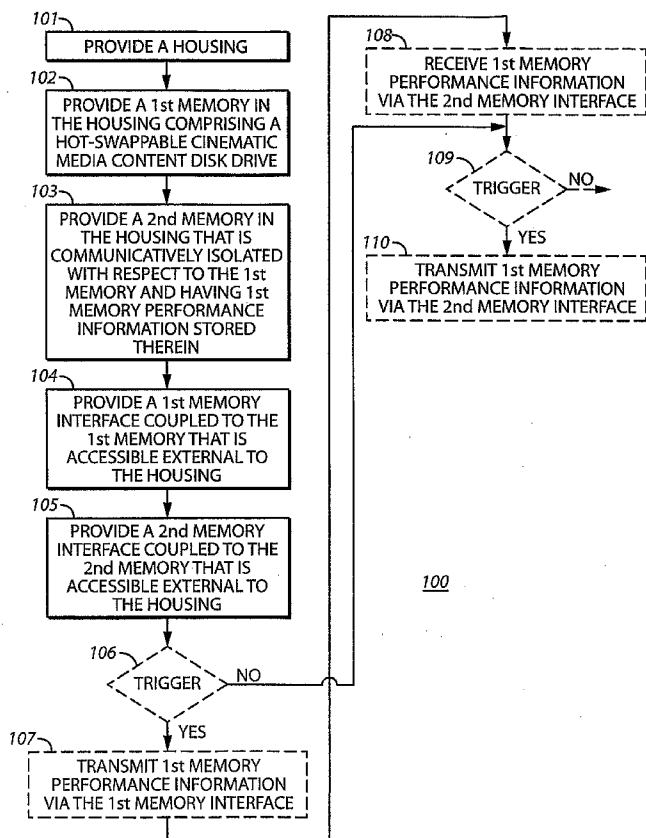 101
PROVIDE A HOUSING
102
PROVIDE A 1st MEMORY IN
THE HOUSING COMPRISING A
HOT-SWAPPABLE CINEMATIC
MEDIA CONTENT DISK DRIVE
103
PROVIDE A 2nd MEMORY IN
THE HOUSING THAT IS
COMMUNICATIVELY ISOLATED
WITH RESPECT TO THE 1st
MEMORY AND HAVING 1st
MEMORY PERFORMANCE
INFORMATION STORED
THEREIN
104
PROVIDE A 1st MEMORY
INTERFACE COUPLED TO THE
1st MEMORY THAT IS
ACCESSIBLE EXTERNAL TO
THE HOUSING
105
PROVIDE A 2nd MEMORY
INTERFACE COUPLED TO THE
2nd MEMORY THAT IS
ACCESSIBLE EXTERNAL TO
THE HOUSING
106
TRIGGER
NO
YES
107
TRANSMIT 1st MEMORY
PERFORMANCE INFORMATION
VIA THE 1st MEMORY INTERFACE
108
RECEIVE 1st MEMORY
PERFORMANCE INFORMATION
VIA THE 2nd MEMORY INTERFACE
109
TRIGGER
NO
YES
110
TRANSMIT 1st MEMORY
PERFORMANCE INFORMATION
VIA THE 2nd MEMORY INTERFACE
100